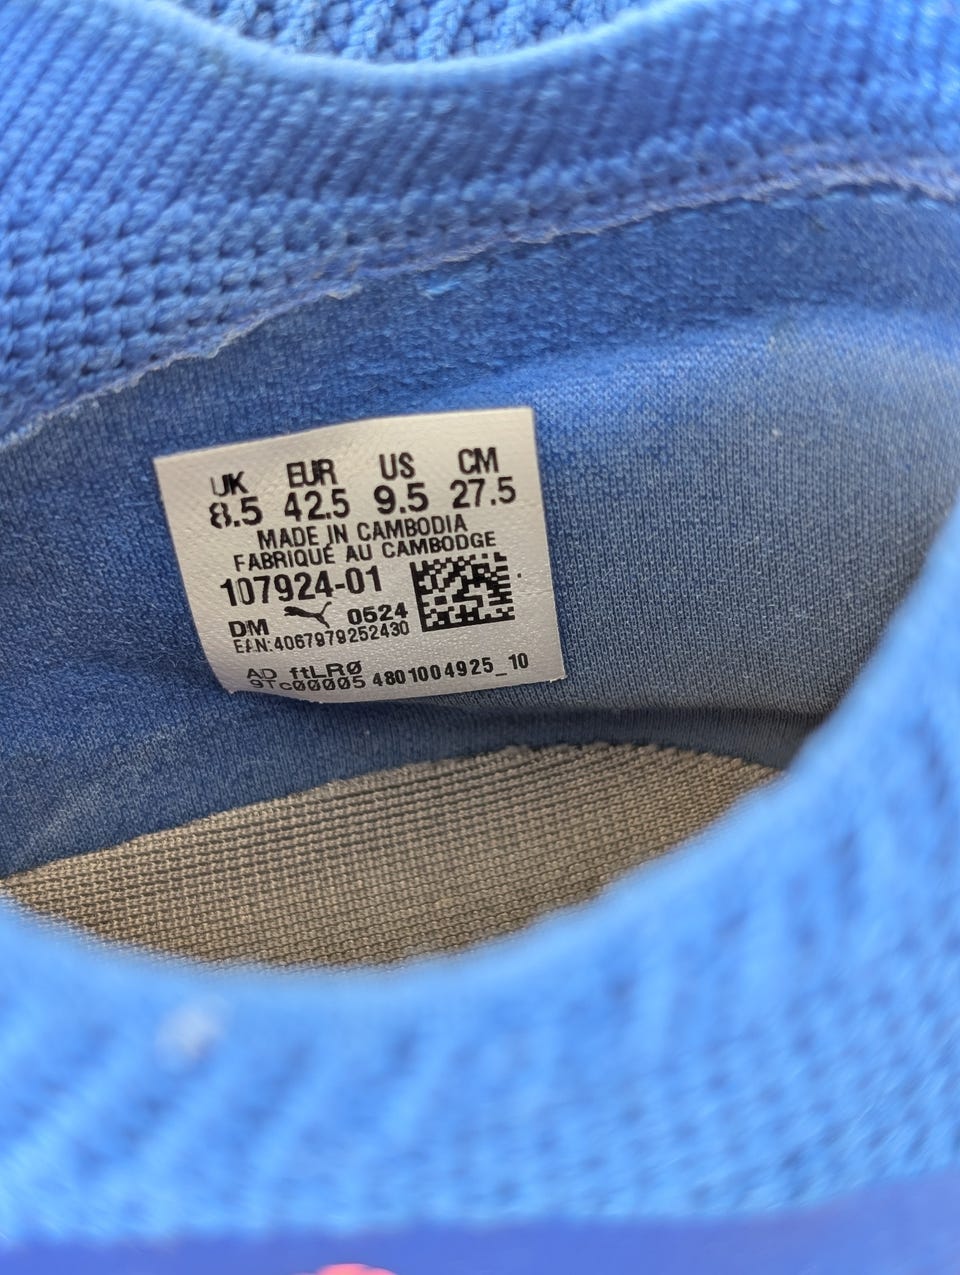 UK EUR US CM
8.5 42.5 9.5 27.5
MADE IN CAMBODIA
FABRIQUÉ AU CAMBODGE
107924-01
DM 0524
EAN:4067979252430
AD ftLRØ
9TcØØØØ5 4801004925_10